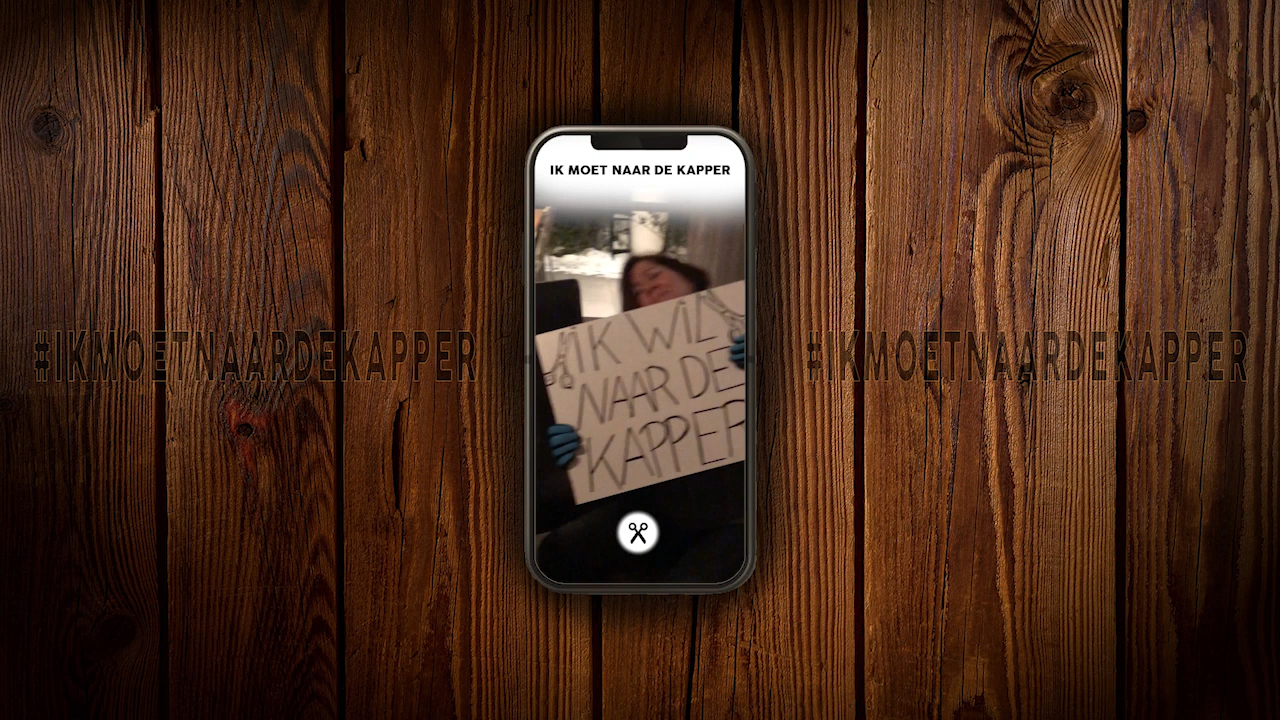 IK MOET NAAR DE KAPPER
#IKMOETNAARDEKAPPER
#IKMOETNAARDEKAPPER
IK WIL
NAAR DE
KAPPER